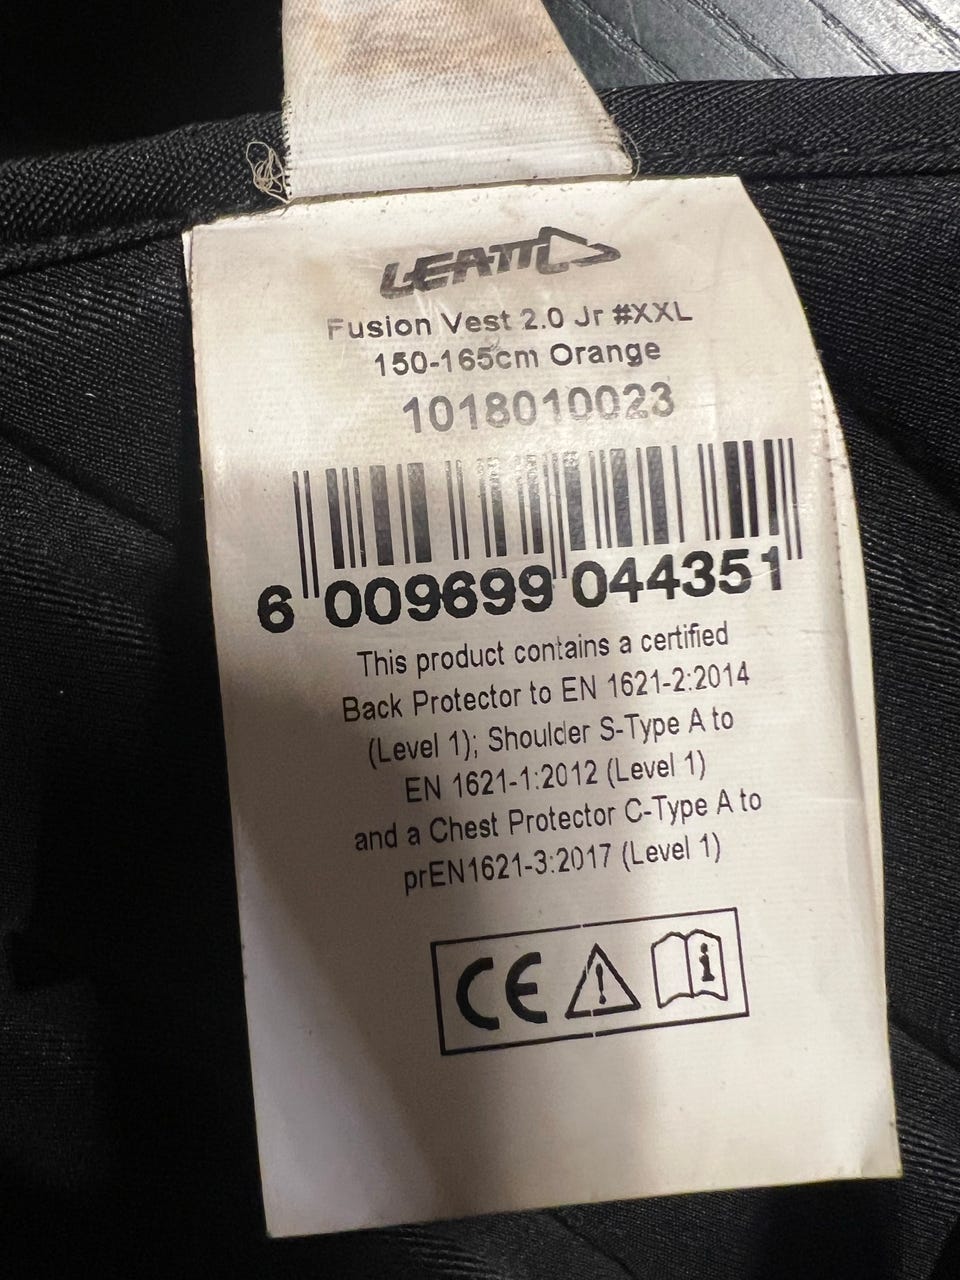 LEATT
Fusion Vest 2.0 Jr #XXL
150-165cm Orange
1018010023
6 009699 044351
This product contains a certified
Back Protector to EN 1621-2:2014
(Level 1); Shoulder S-Type A to
EN 1621-1:2012 (Level 1)
and a Chest Protector C-Type A to
prEN1621-3:2017 (Level 1)
CE ! i